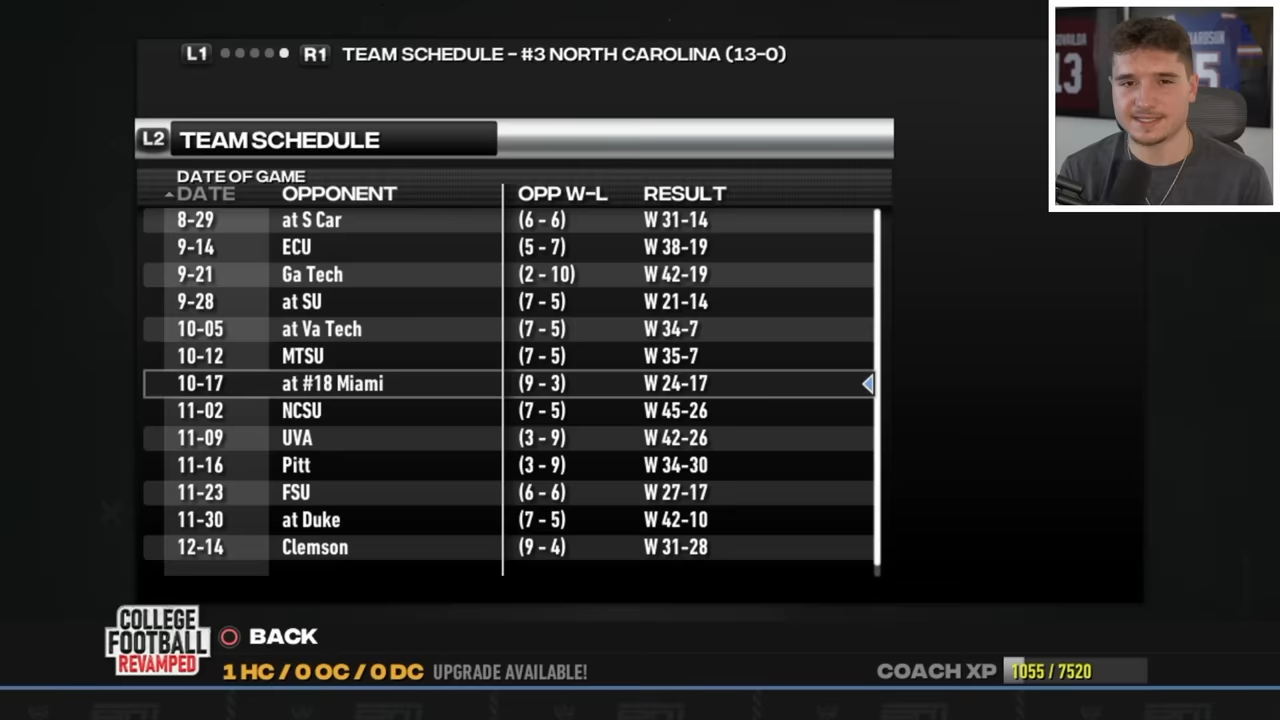 L1 R1 TEAM SCHEDULE - #3 NORTH CAROLINA (13-0)
L2 TEAM SCHEDULE
DATE OF GAME
DATE OPPONENT OPP W-L RESULT
8-29 at S Car (6 - 6) W 31-14
9-14 ECU (5 - 7) W 38-19
9-21 Ga Tech (2 - 10) W 42-19
9-28 at SU (7 - 5) W 21-14
10-05 at Va Tech (7 - 5) W 34-7
10-12 MTSU (7 - 5) W 35-7
10-17 at #18 Miami (9 - 3) W 24-17
11-02 NCSU (7 - 5) W 45-26
11-09 UVA (3 - 9) W 42-26
11-16 Pitt (3 - 9) W 34-30
11-23 FSU (6 - 6) W 27-17
11-30 at Duke (7 - 5) W 42-10
12-14 Clemson (9 - 4) W 31-28
COLLEGE
FOOTBALL
REVAMPED
BACK
1 HC / 0 OC / 0 DC UPGRADE AVAILABLE!
COACH XP 1055 / 7520
13
5